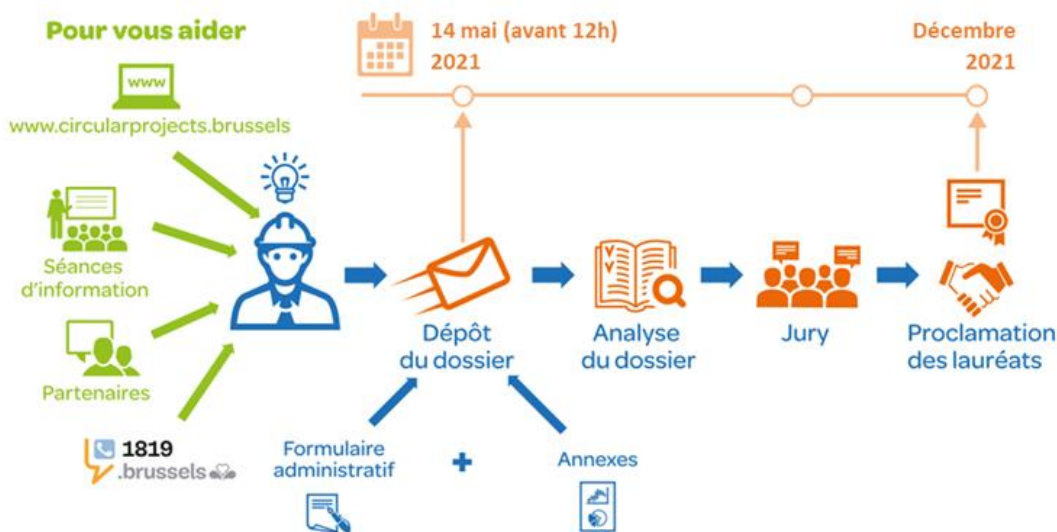 Pour vous aider
www
www.circularprojects.brussels
Séances
d'information
Partenaires
1819
.brussels
14 mai (avant 12h)
2021
Décembre
2021
Dépôt
du dossier
Analyse
du dossier
Jury
Proclamation
des lauréats
Formulaire
administratif
+
Annexes